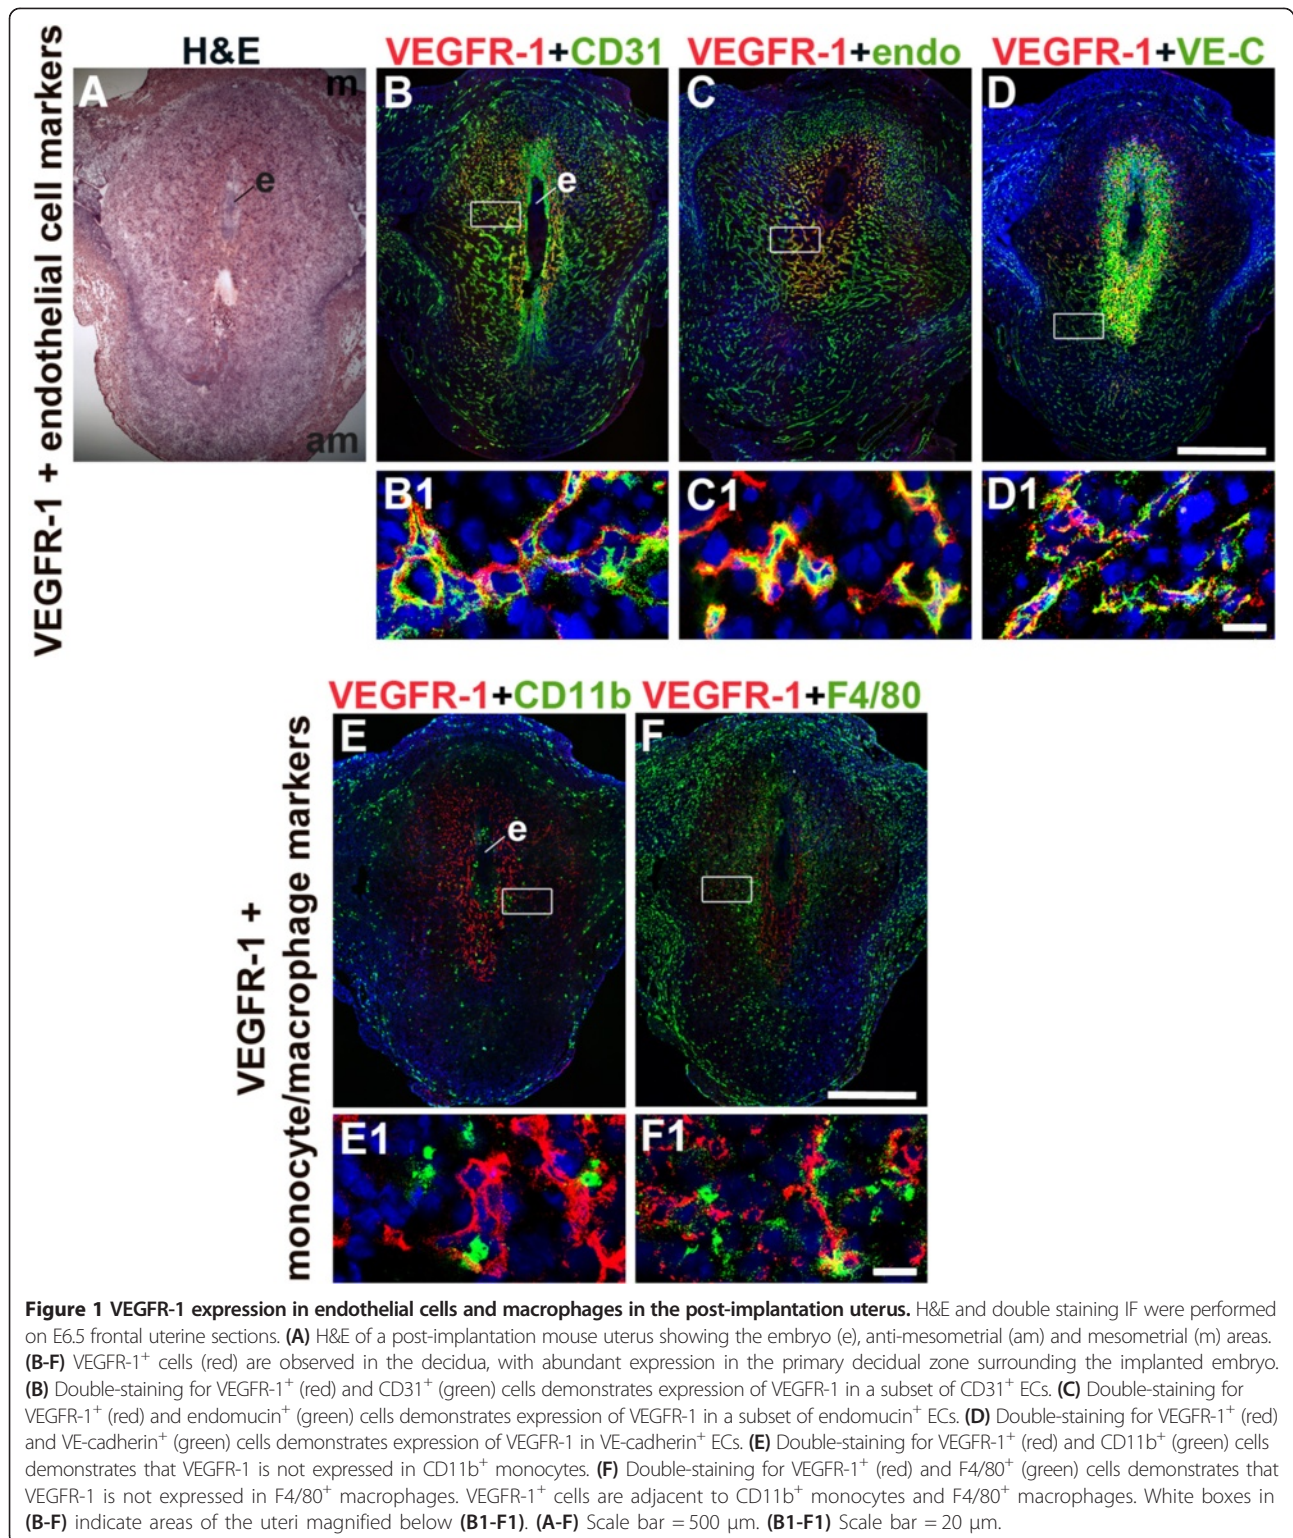 VEGFR-1 + endothelial cell markers
H&E
VEGFR-1+CD31
VEGFR-1+endo
VEGFR-1+VE-C
A
m
e
am
B
e
C
D
B1
C1
D1
VEGFR-1 +
monocyte/macrophage markers
VEGFR-1+CD11b
VEGFR-1+F4/80
E
e
F
E1
F1
Figure 1 VEGFR-1 expression in endothelial cells and macrophages in the post-implantation uterus. H&E and double staining IF were performed
on E6.5 frontal uterine sections. (A) H&E of a post-implantation mouse uterus showing the embryo (e), anti-mesometrial (am) and mesometrial (m) areas.
(B-F) VEGFR-1⁺ cells (red) are observed in the decidua, with abundant expression in the primary decidual zone surrounding the implanted embryo.
(B) Double-staining for VEGFR-1⁺ (red) and CD31⁺ (green) cells demonstrates expression of VEGFR-1 in a subset of CD31⁺ ECs. (C) Double-staining for
VEGFR-1⁺ (red) and endomucin⁺ (green) cells demonstrates expression of VEGFR-1 in a subset of endomucin⁺ ECs. (D) Double-staining for VEGFR-1⁺ (red)
and VE-cadherin⁺ (green) cells demonstrates expression of VEGFR-1 in VE-cadherin⁺ ECs. (E) Double-staining for VEGFR-1⁺ (red) and CD11b⁺ (green) cells
demonstrates that VEGFR-1 is not expressed in CD11b⁺ monocytes. (F) Double-staining for VEGFR-1⁺ (red) and F4/80⁺ (green) cells demonstrates that
VEGFR-1 is not expressed in F4/80⁺ macrophages. VEGFR-1⁺ cells are adjacent to CD11b⁺ monocytes and F4/80⁺ macrophages. White boxes in
(B-F) indicate areas of the uteri magnified below (B1-F1). (A-F) Scale bar = 500 μm. (B1-F1) Scale bar = 20 μm.